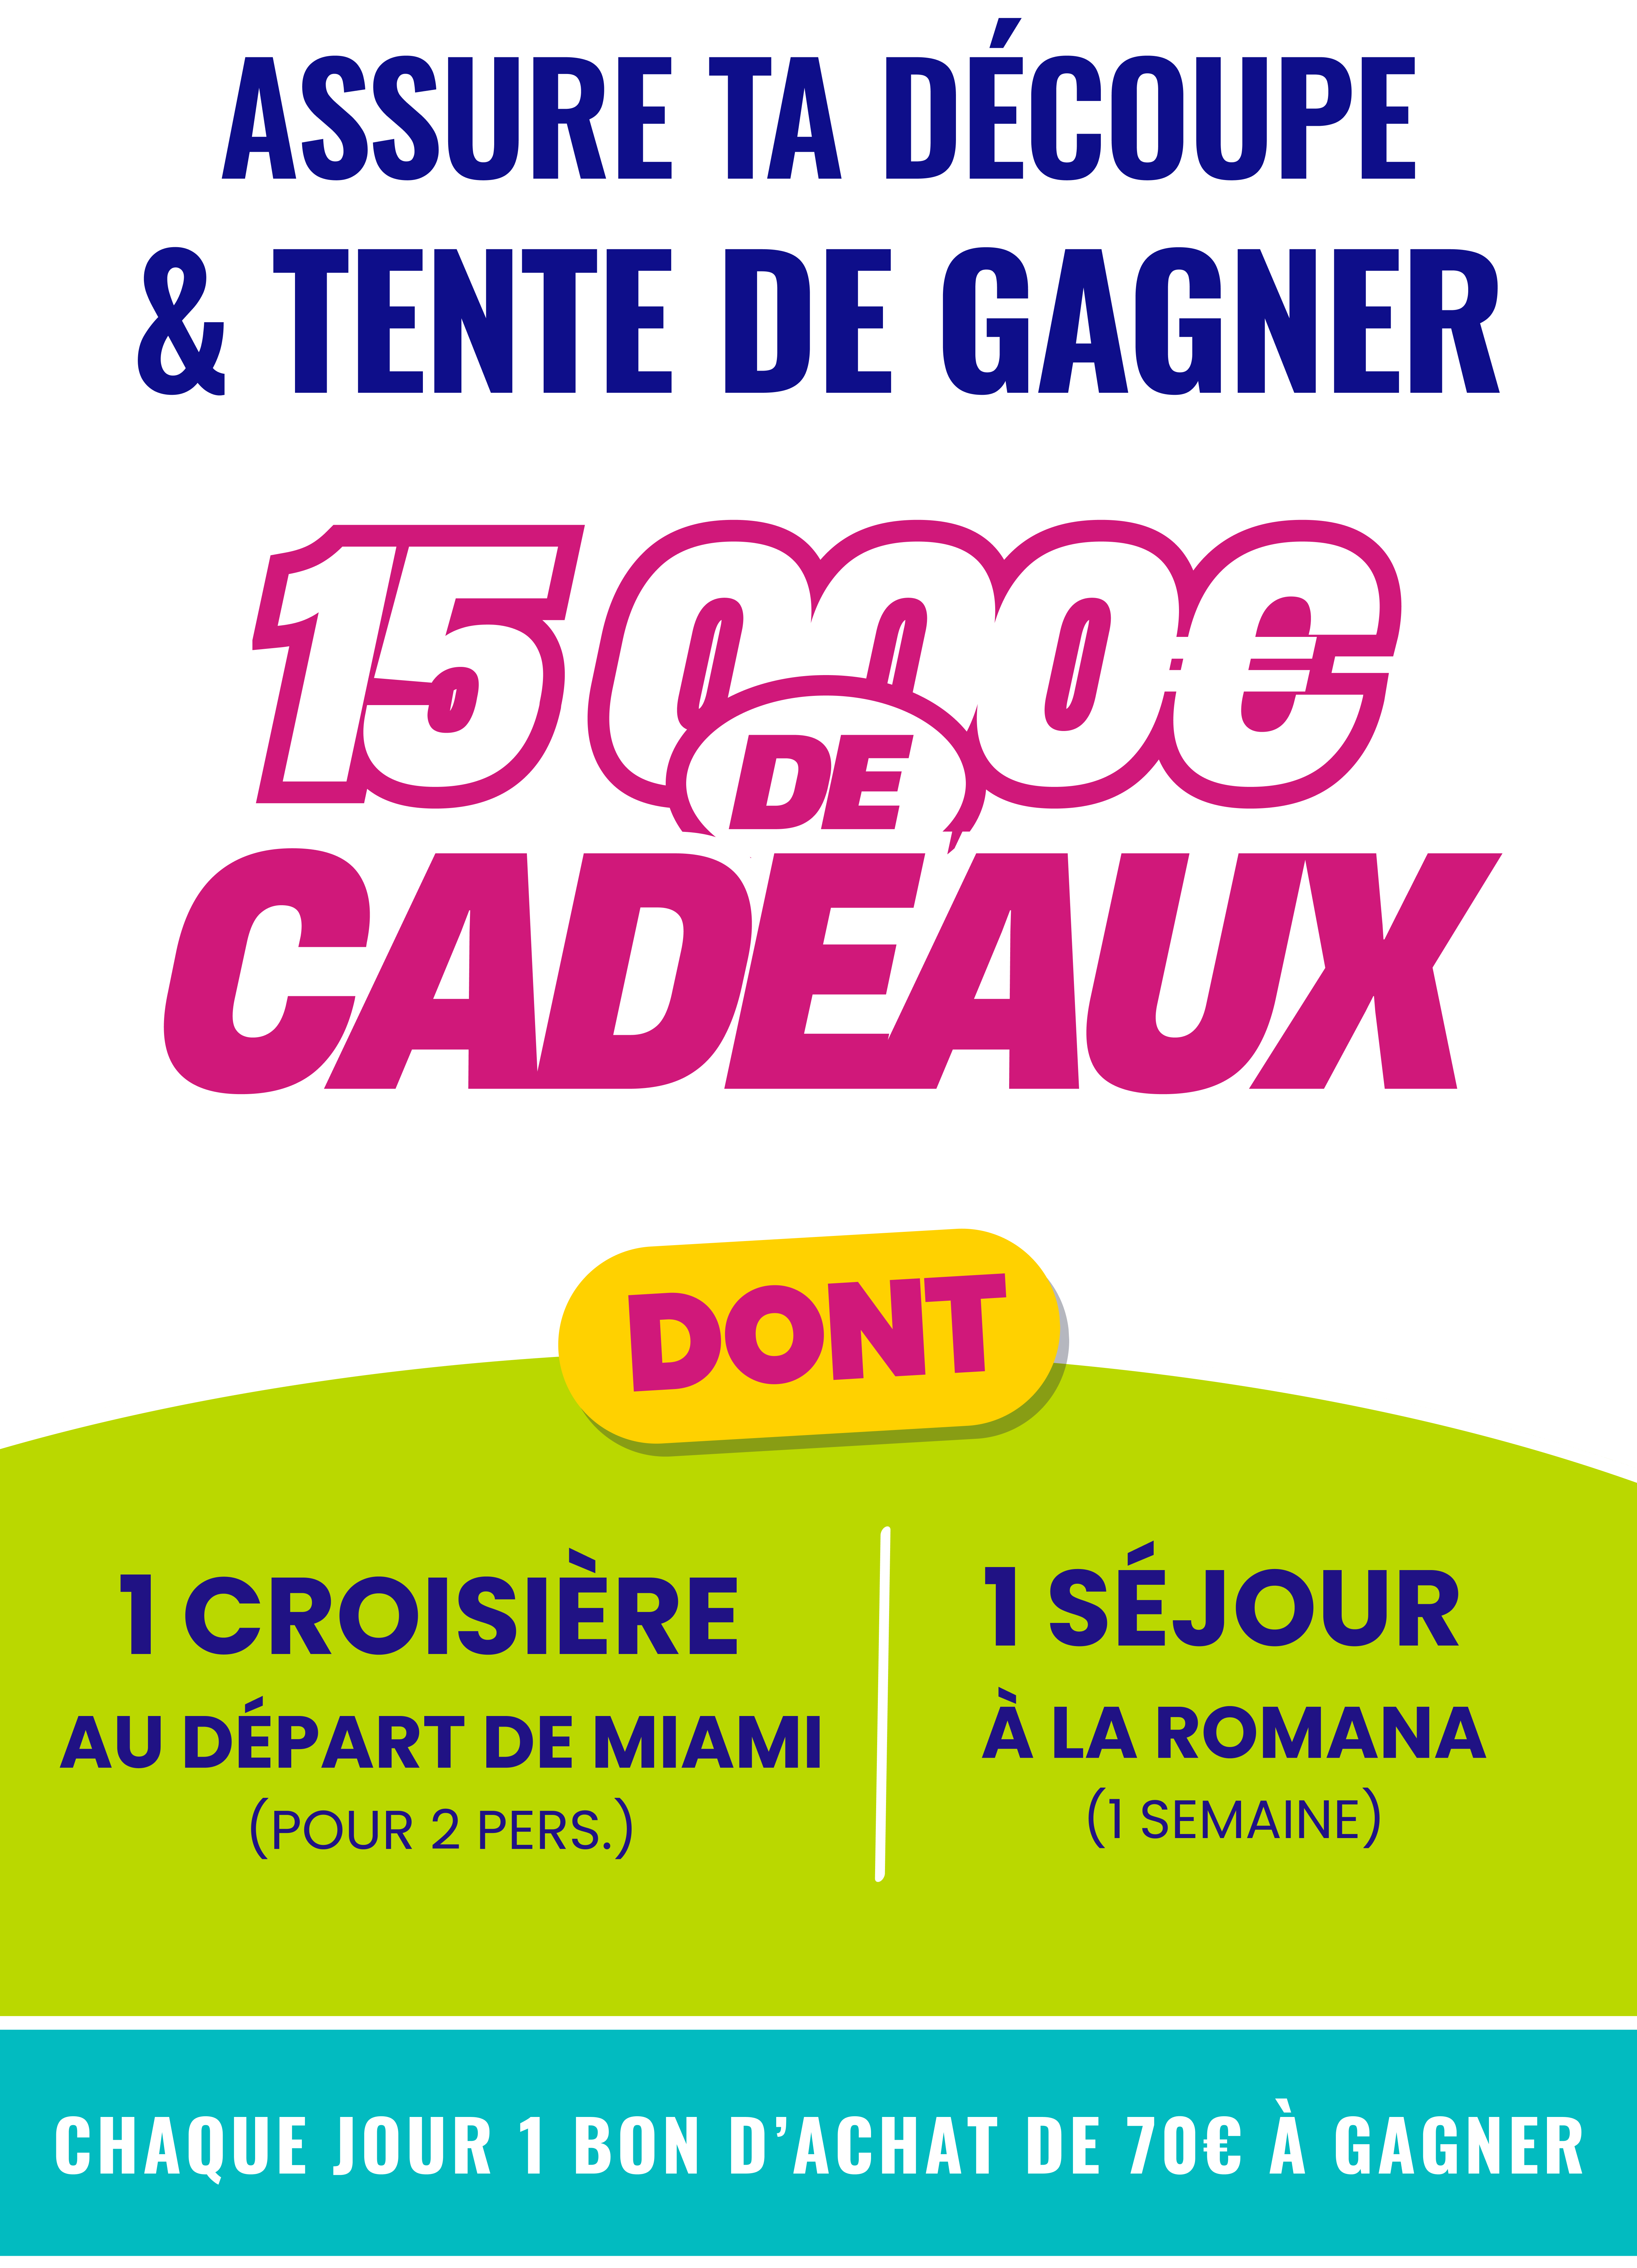 ASSURE TA DÉCOUPE
& TENTE DE GAGNER
15 000€
DE
CADEAUX
DONT
1 CROISIÈRE
AU DÉPART DE MIAMI
(POUR 2 PERS.)
1 SÉJOUR
À LA ROMANA
(1 SEMAINE)
CHAQUE JOUR 1 BON D’ACHAT DE 70€ À GAGNER